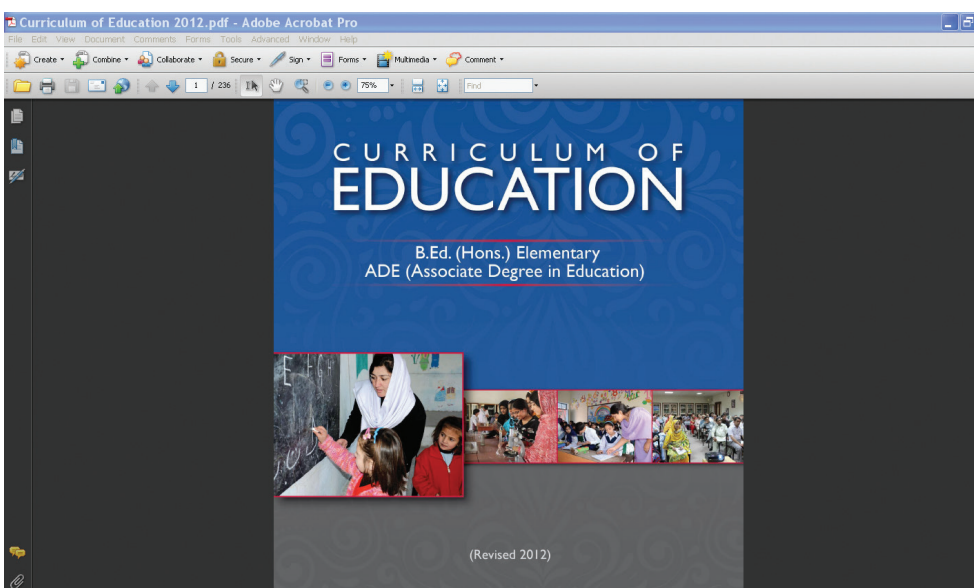 Curriculum of Education 2012.pdf - Adobe Acrobat Pro
File Edit View Document Comments Forms Tools Advanced Window Help
Create Combine Collaborate Secure Sign Forms Multimedia Comment
1 / 236 75% Find
CURRICULUM OF
EDUCATION
B.Ed. (Hons.) Elementary
ADE (Associate Degree in Education)
E F G H
(Revised 2012)